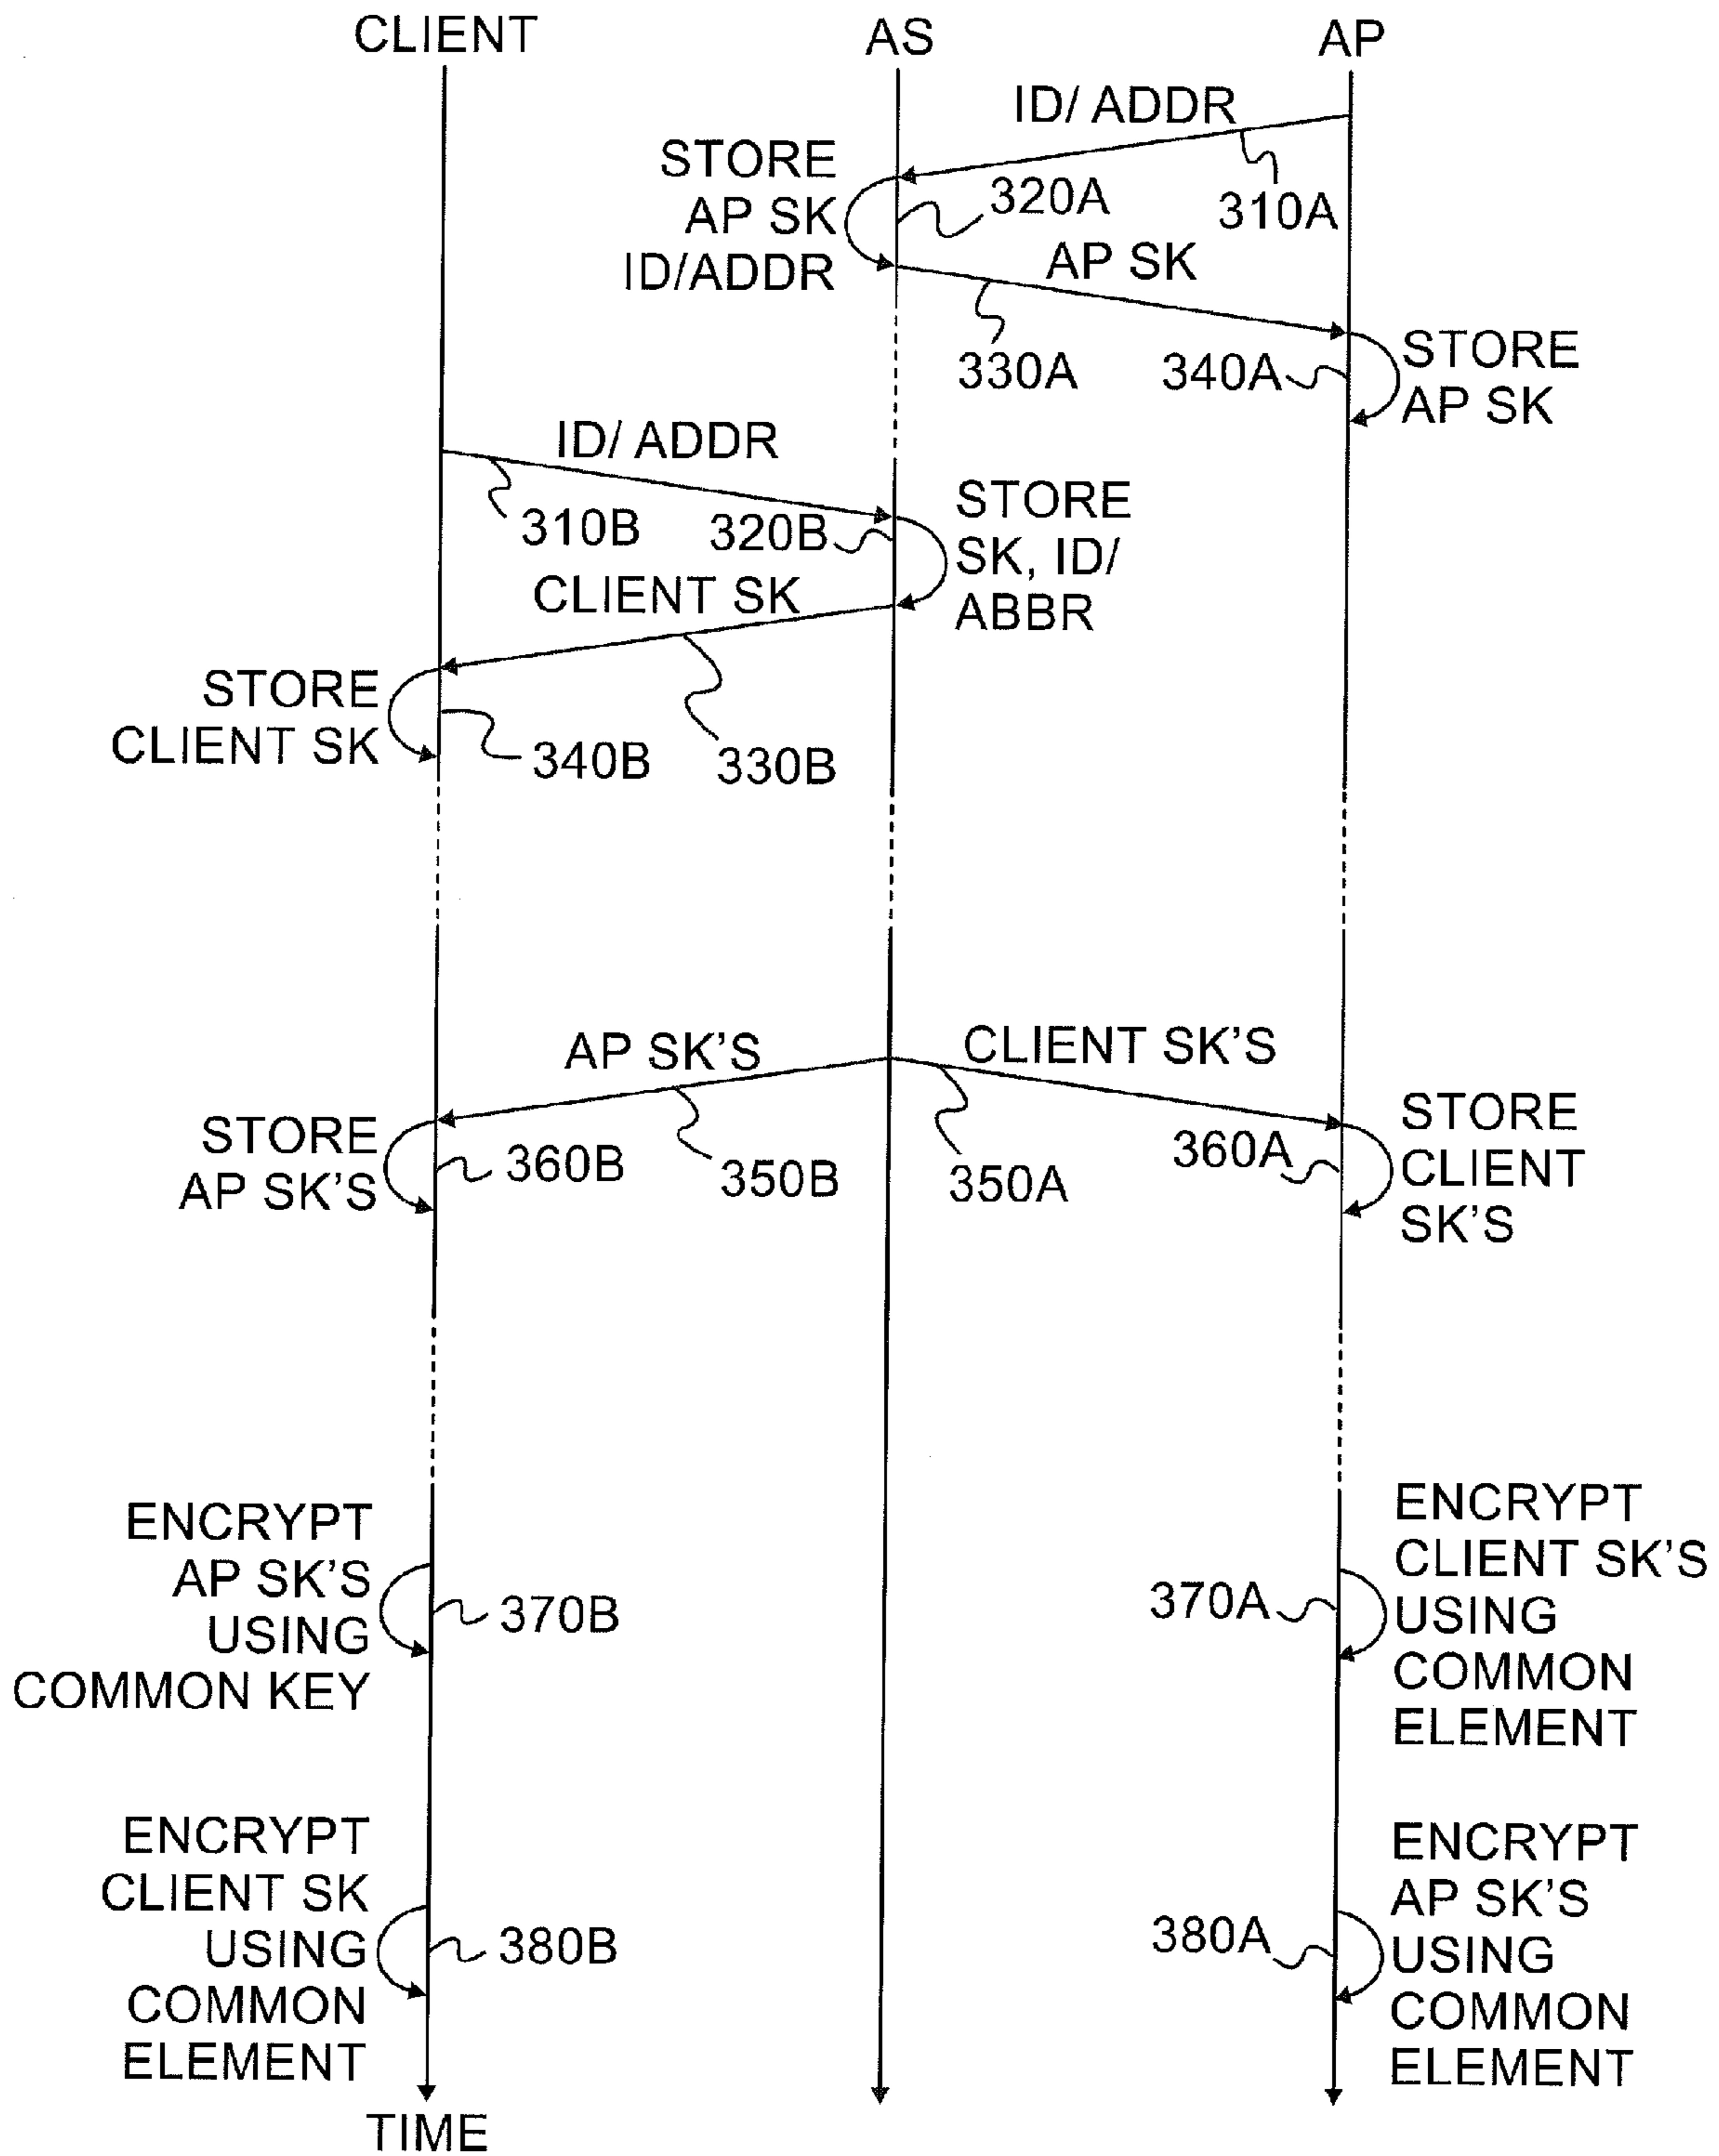 CLIENT
AS
AP
ID/ ADDR
310A
STORE
AP SK
ID/ADDR
320A
AP SK
330A
340A
STORE
AP SK
ID/ ADDR
310B
320B
STORE
SK, ID/
ABBR
CLIENT SK
330B
STORE
CLIENT SK
340B
AP SK'S
CLIENT SK'S
STORE
AP SK'S
360B
350B
350A
360A
STORE
CLIENT
SK'S
ENCRYPT
AP SK'S
USING
COMMON KEY
370B
370A
ENCRYPT
CLIENT SK'S
USING
COMMON
ELEMENT
ENCRYPT
CLIENT SK
USING
COMMON
ELEMENT
380B
380A
ENCRYPT
AP SK'S
USING
COMMON
ELEMENT
TIME